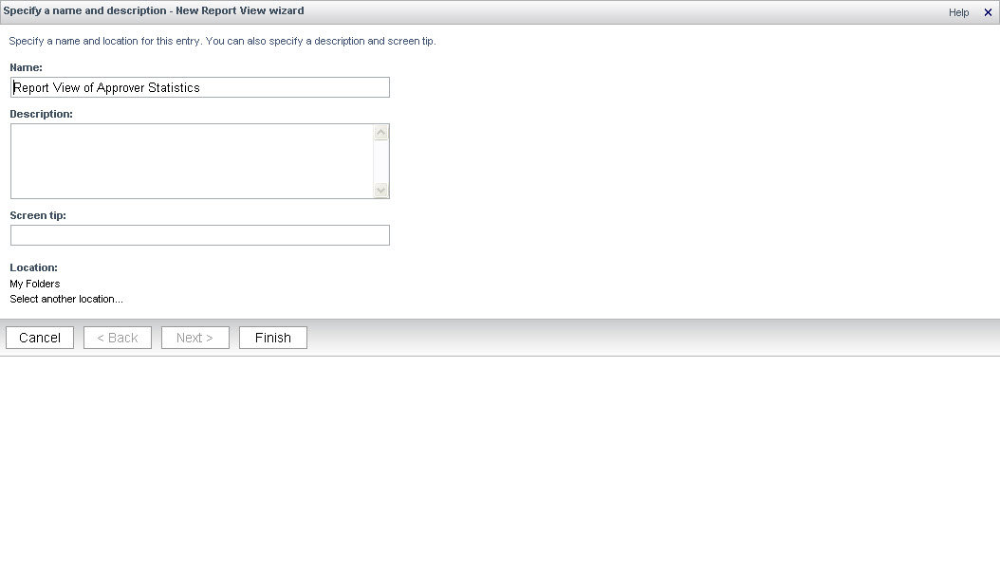 Specify a name and description - New Report View wizard
Help
Specify a name and location for this entry. You can also specify a description and screen tip.
Name:
Report View of Approver Statistics
Description:
Screen tip:
Location:
My Folders
Select another location...
Cancel
< Back
Next >
Finish